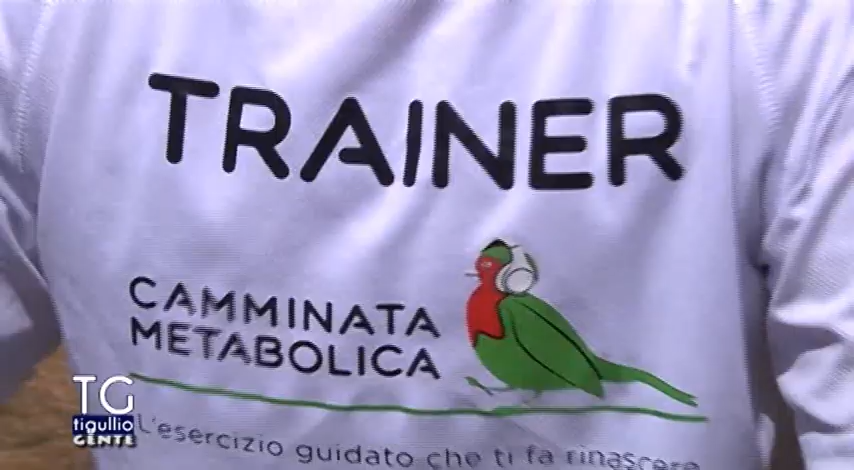 TRAINER
CAMMINATA
METABOLICA
L'esercizio guidato che ti fa rinascere
TG
tigullio
GENTE